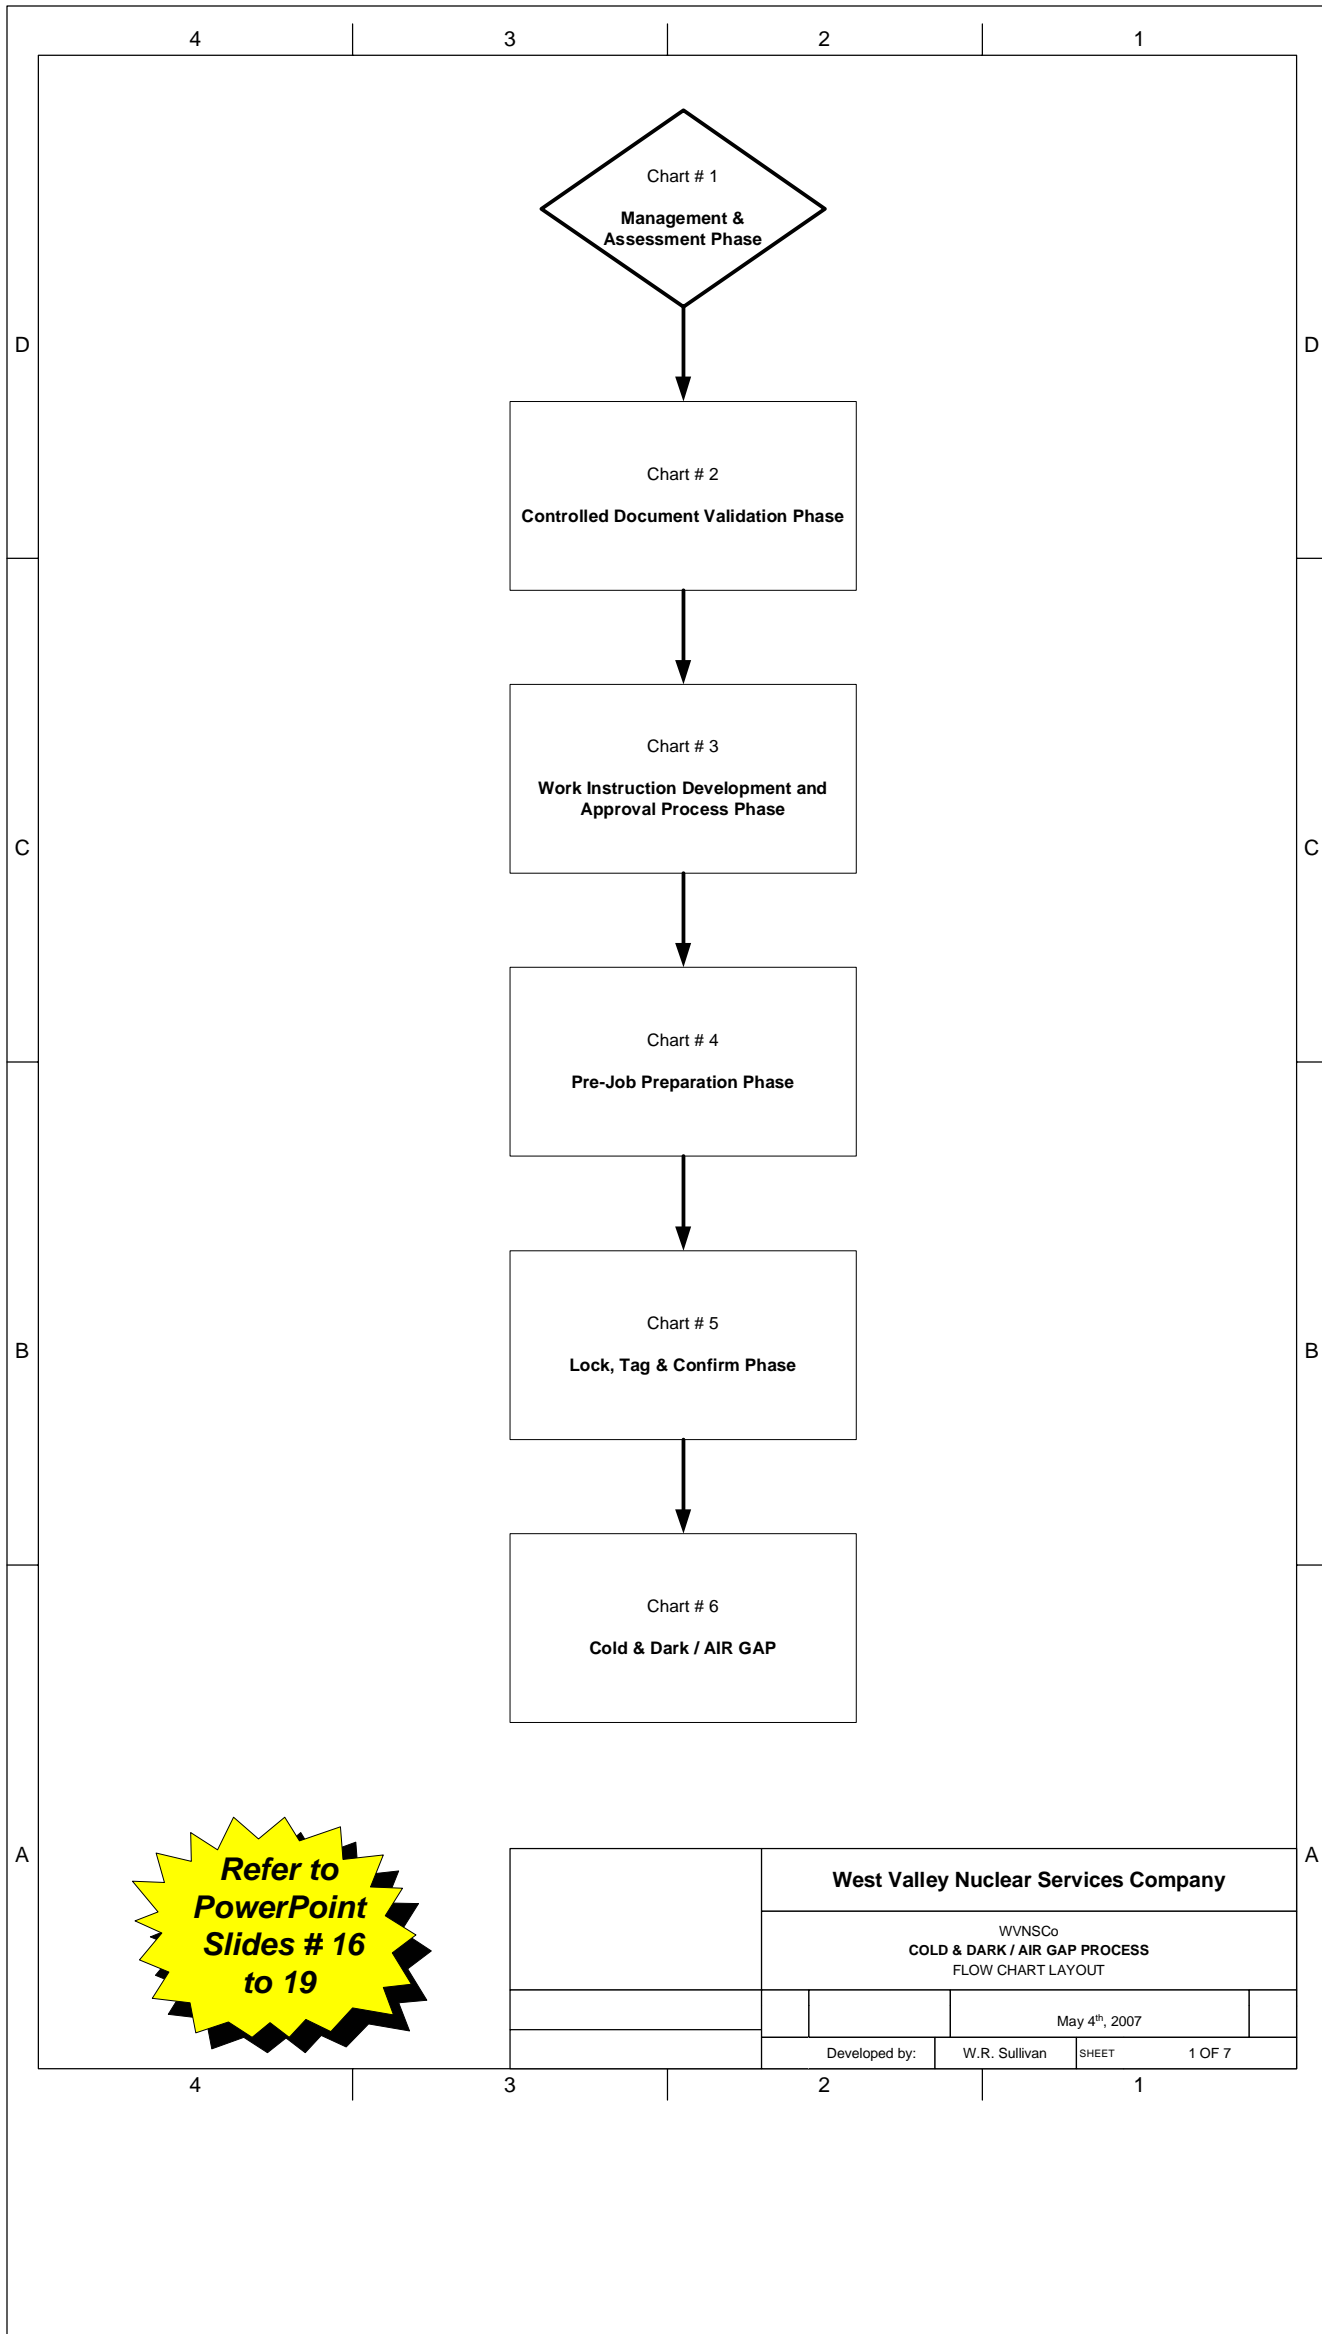 4 3 2 1
Chart # 1
Management &
Assessment Phase
D D
Chart # 2
Controlled Document Validation Phase
Chart # 3
Work Instruction Development and
Approval Process Phase
C C
Chart # 4
Pre-Job Preparation Phase
Chart # 5
Lock, Tag & Confirm Phase
B B
Chart # 6
Cold & Dark / AIR GAP
A A
Refer to
PowerPoint
Slides # 16
to 19
West Valley Nuclear Services Company
WVNSCo
COLD & DARK / AIR GAP PROCESS
FLOW CHART LAYOUT
May 4th, 2007
Developed by: W.R. Sullivan SHEET 1 OF 7
4 3 2 1